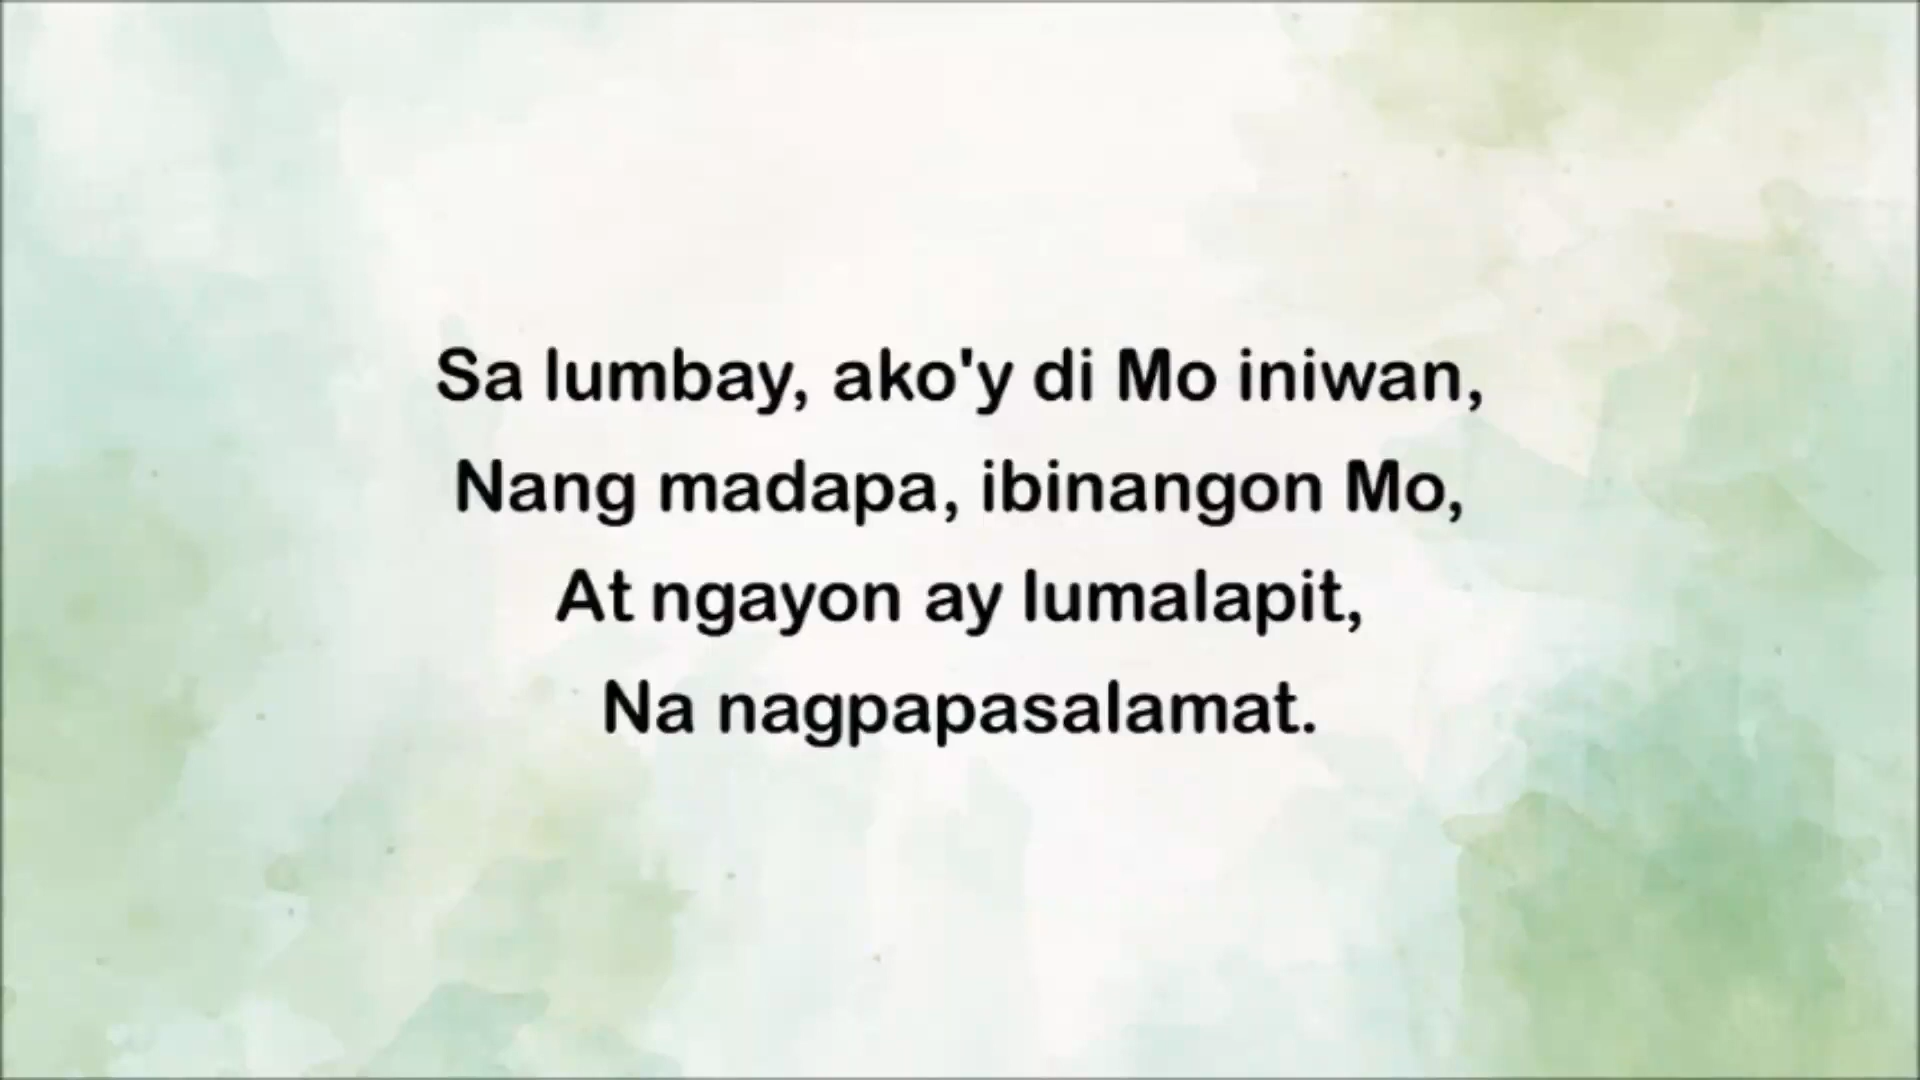 Sa lumbay, ako'y di Mo iniwan,
Nang madapa, ibinangon Mo,
At ngayon ay lumalapit,
Na nagpapasalamat.